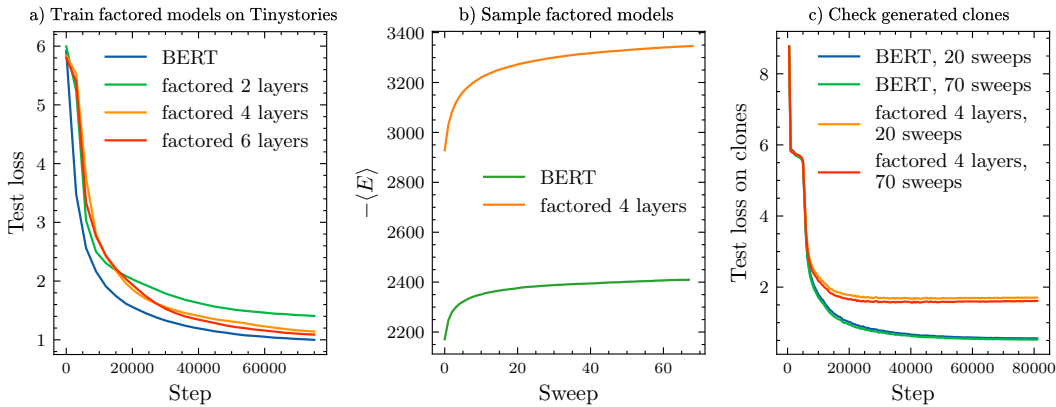 a) Train factored models on Tinystories
6
5
4
3
2
1
Test loss
0
20000
40000
60000
Step
BERT
factored 2 layers
factored 4 layers
factored 6 layers
b) Sample factored models
3400
3200
3000
2800
2600
2400
2200
−⟨E⟩
0
20
40
60
Sweep
BERT
factored 4 layers
c) Check generated clones
8
6
4
2
Test loss on clones
0
20000
40000
60000
80000
Step
BERT, 20 sweeps
BERT, 70 sweeps
factored 4 layers,
20 sweeps
factored 4 layers,
70 sweeps